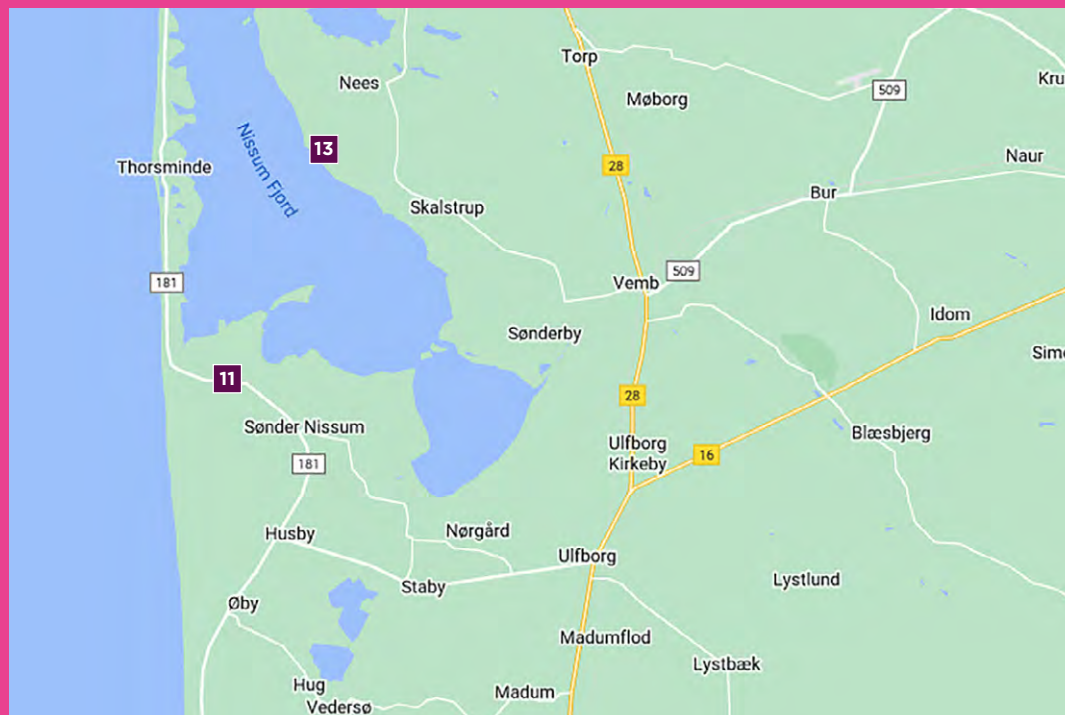 Torp
Nees
Møborg
509
Kru
Nissum Fjord
13
Thorsminde
28
Naur
Bur
Skalstrup
509
181
Vemb
Idom
Sønderby
Sime
11
28
Sønder Nissum
Blæsbjerg
Ulfborg
Kirkeby
16
181
Husby
Nørgård
Ulfborg
Staby
Lystlund
Øby
Madumflod
Lystbæk
Hug
Madum
Vedersø